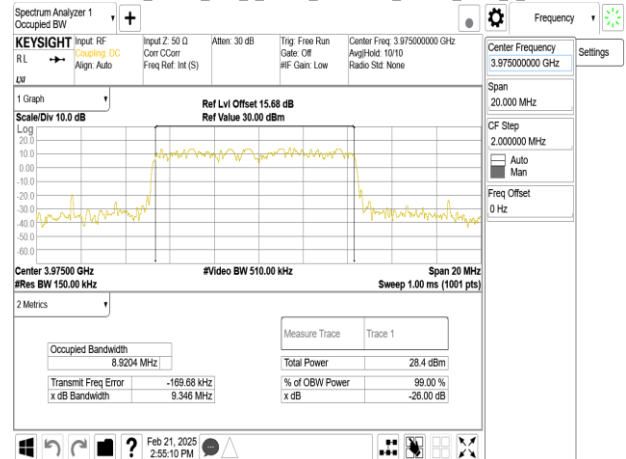 Spectrum Analyzer 1
Occupied BW
Frequency
KEYSIGHT
RL
LXI
Input: RF
Coupling: DC
Align: Auto
Input Z: 50 Ω
Corr CCorr
Freq Ref: Int (S)
Atten: 30 dB
Trig: Free Run
Gate: Off
#IF Gain: Low
Center Freq: 3.975000000 GHz
Avg|Hold: 10/10
Radio Std: None
Center Frequency
3.975000000 GHz
Settings
Span
20.000 MHz
CF Step
2.000000 MHz
Auto
Man
Freq Offset
0 Hz
1 Graph
Scale/Div 10.0 dB
Ref Lvl Offset 15.68 dB
Ref Value 30.00 dBm
Log
20.0
10.0
0.00
-10.0
-20.0
-30.0
-40.0
-50.0
-60.0
Center 3.97500 GHz
#Video BW 510.00 kHz
Span 20 MHz
#Res BW 150.00 kHz
Sweep 1.00 ms (1001 pts)
2 Metrics
Measure Trace Trace 1
Occupied Bandwidth
8.9204 MHz
Total Power 28.4 dBm
Transmit Freq Error -169.68 kHz
% of OBW Power 99.00 %
x dB Bandwidth 9.346 MHz
x dB -26.00 dB
?
Feb 21, 2025
2:55:10 PM